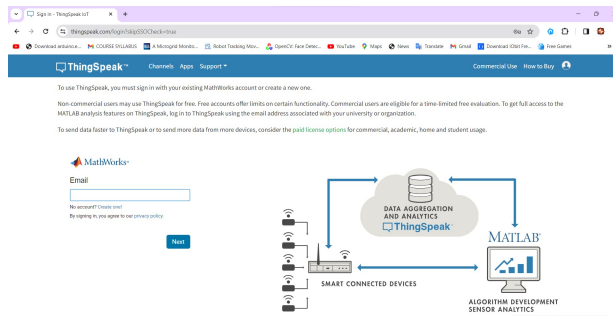 Sign In - ThingSpeak IoT
thingspeak.com/login?skipSSOCheck=true
Download arduino.e... COURSE SYLLABUS A Microgrid Monito... Robot Tracking Mov... OpenCV: Face Detec... YouTube Maps News Translate Gmail Download iObit Fre... Free Games
ThingSpeak™ Channels Apps Support Commercial Use How to Buy
To use ThingSpeak, you must sign in with your existing MathWorks account or create a new one.
Non-commercial users may use ThingSpeak for free. Free accounts offer limits on certain functionality. Commercial users are eligible for a time-limited free evaluation. To get full access to the
MATLAB analysis features on ThingSpeak, log in to ThingSpeak using the email address associated with your university or organization.
To send data faster to ThingSpeak or to send more data from more devices, consider the paid license options for commercial, academic, home and student usage.
MathWorks®
Email
No account? Create one!
By signing in, you agree to our privacy policy.
Next
DATA AGGREGATION
AND ANALYTICS
ThingSpeak™
MATLAB®
SMART CONNECTED DEVICES
ALGORITHM DEVELOPMENT
SENSOR ANALYTICS